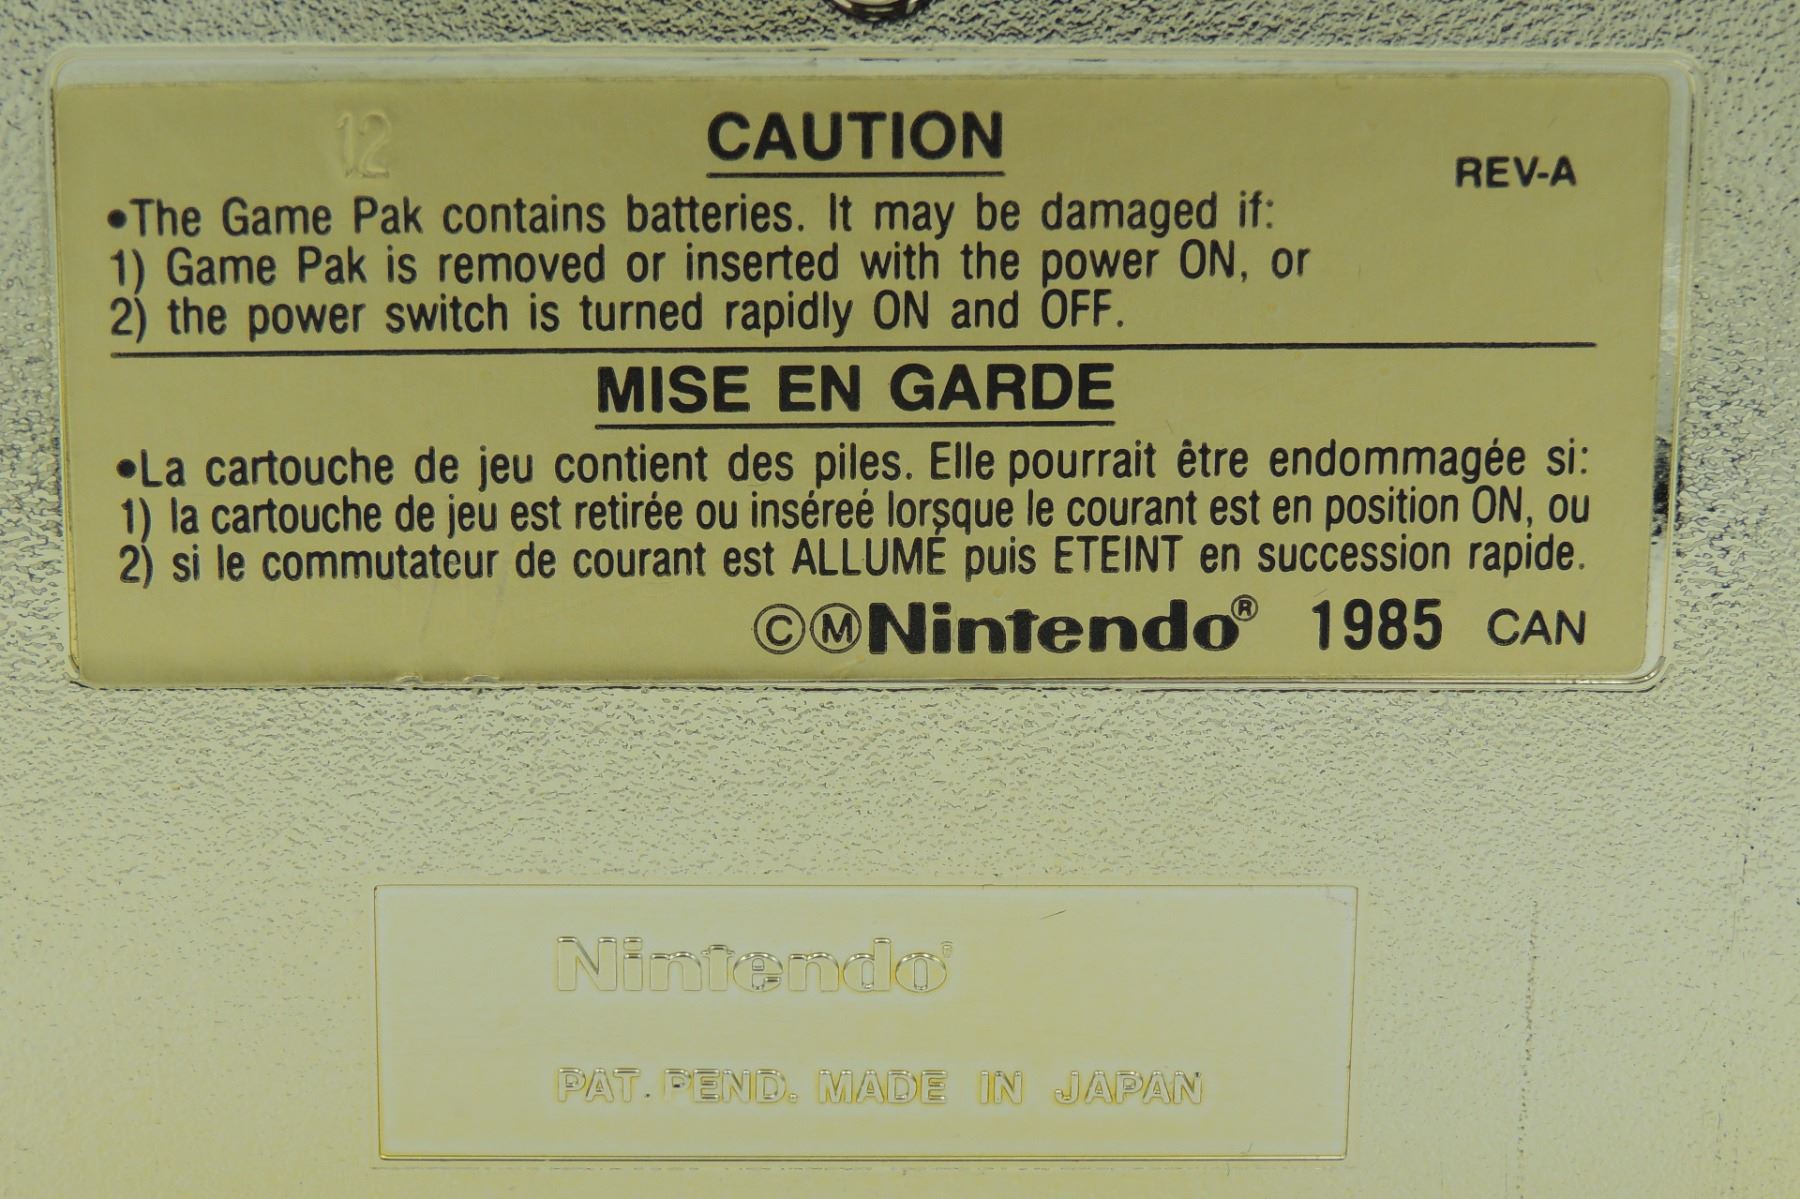 12
CAUTION
REV-A
•The Game Pak contains batteries. It may be damaged if:
1) Game Pak is removed or inserted with the power ON, or
2) the power switch is turned rapidly ON and OFF.
MISE EN GARDE
•La cartouche de jeu contient des piles. Elle pourrait être endommagée si:
1) la cartouche de jeu est retirée ou inséreé lorsque le courant est en position ON, ou
2) si le commutateur de courant est ALLUMÉ puis ETEINT en succession rapide.
©ⓂNintendo® 1985 CAN
Nintendo®
PAT. PEND. MADE IN JAPAN